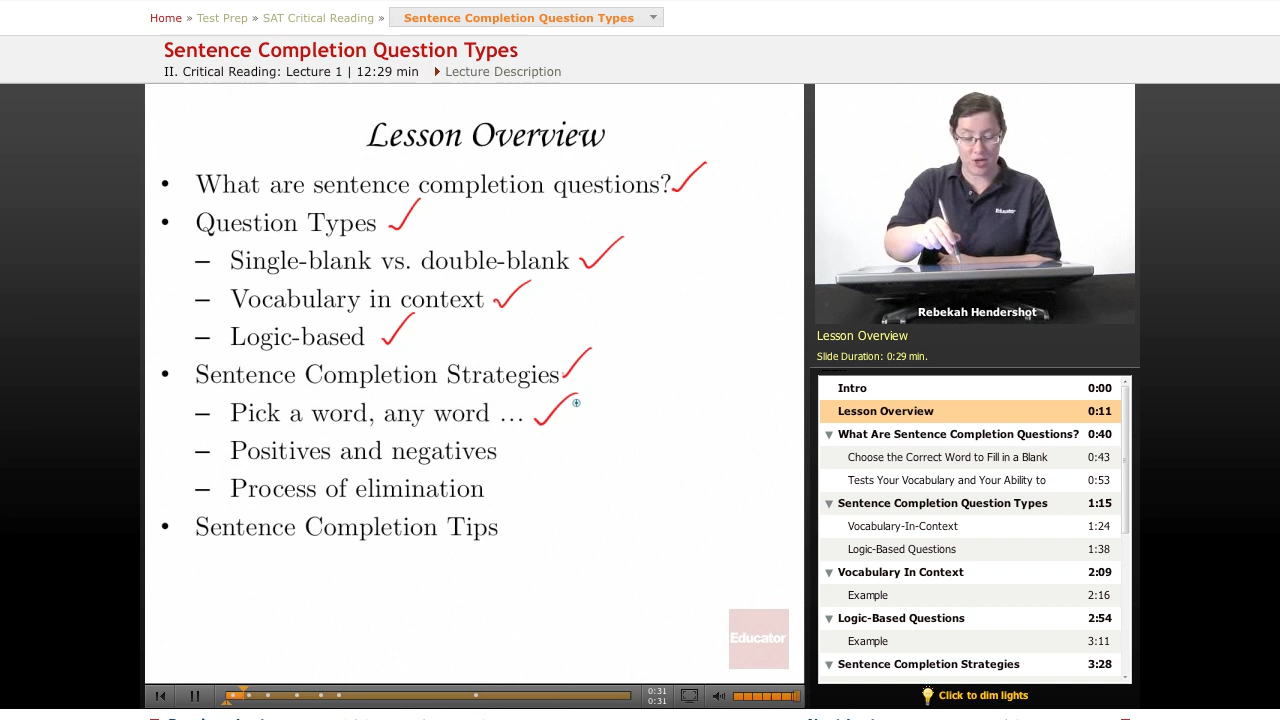 Home » Test Prep » SAT Critical Reading » Sentence Completion Question Types
Sentence Completion Question Types
II. Critical Reading: Lecture 1 | 12:29 min Lecture Description
Lesson Overview
• What are sentence completion questions?
• Question Types
– Single-blank vs. double-blank
– Vocabulary in context
– Logic-based
• Sentence Completion Strategies
– Pick a word, any word ...
– Positives and negatives
– Process of elimination
• Sentence Completion Tips
Educator
0:31
0:31
Educator
Rebekah Hendershot
Lesson Overview
Slide Duration: 0:29 min.
Intro 0:00
Lesson Overview 0:11
What Are Sentence Completion Questions? 0:40
Choose the Correct Word to Fill in a Blank 0:43
Tests Your Vocabulary and Your Ability to 0:53
Sentence Completion Question Types 1:15
Vocabulary-In-Context 1:24
Logic-Based Questions 1:38
Vocabulary In Context 2:09
Example 2:16
Logic-Based Questions 2:54
Example 3:11
Sentence Completion Strategies 3:28
Click to dim lights